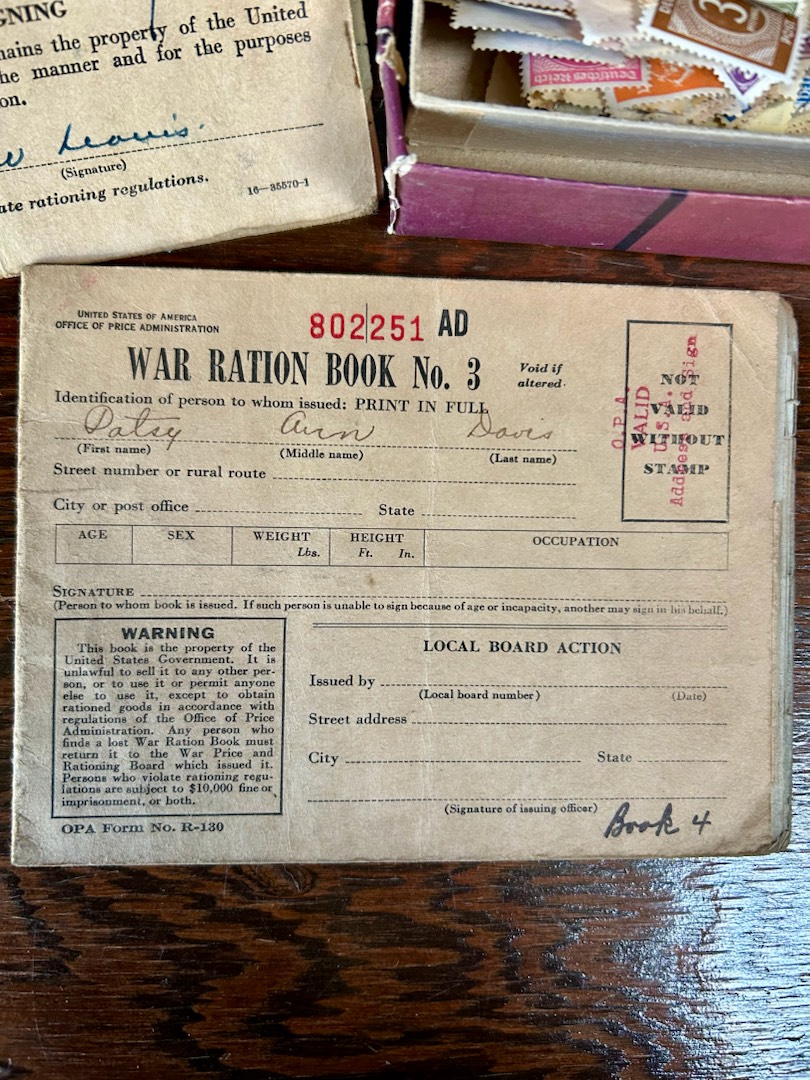 GNING
ains the property of the United
he manner and for the purposes
on.
(Signature)
ate rationing regulations.
16—35570-1
3
Deutsches Reich
UNITED STATES OF AMERICA
OFFICE OF PRICE ADMINISTRATION
802251 AD
WAR RATION BOOK No. 3
Void if
altered.
Identification of person to whom issued: PRINT IN FULL
Patsy Ann Davis
(First name) (Middle name) (Last name)
Street number or rural route
City or post office State
AGE SEX WEIGHT HEIGHT OCCUPATION
Lbs. Ft. In.
NOT
VALID
WITHOUT
STAMP
O.P.A.
VALID
U.S.A.
Address and Sign
SIGNATURE
(Person to whom book is issued. If such person is unable to sign because of age or incapacity, another may sign in his behalf.)
WARNING
This book is the property of the
United States Government. It is
unlawful to sell it to any other per-
son, or to use it or permit anyone
else to use it, except to obtain
rationed goods in accordance with
regulations of the Office of Price
Administration. Any person who
finds a lost War Ration Book must
return it to the War Price and
Rationing Board which issued it.
Persons who violate rationing regu-
lations are subject to $10,000 fine or
imprisonment, or both.
OPA Form No. R-130
LOCAL BOARD ACTION
Issued by
(Local board number) (Date)
Street address
City State
(Signature of issuing officer)
Book 4